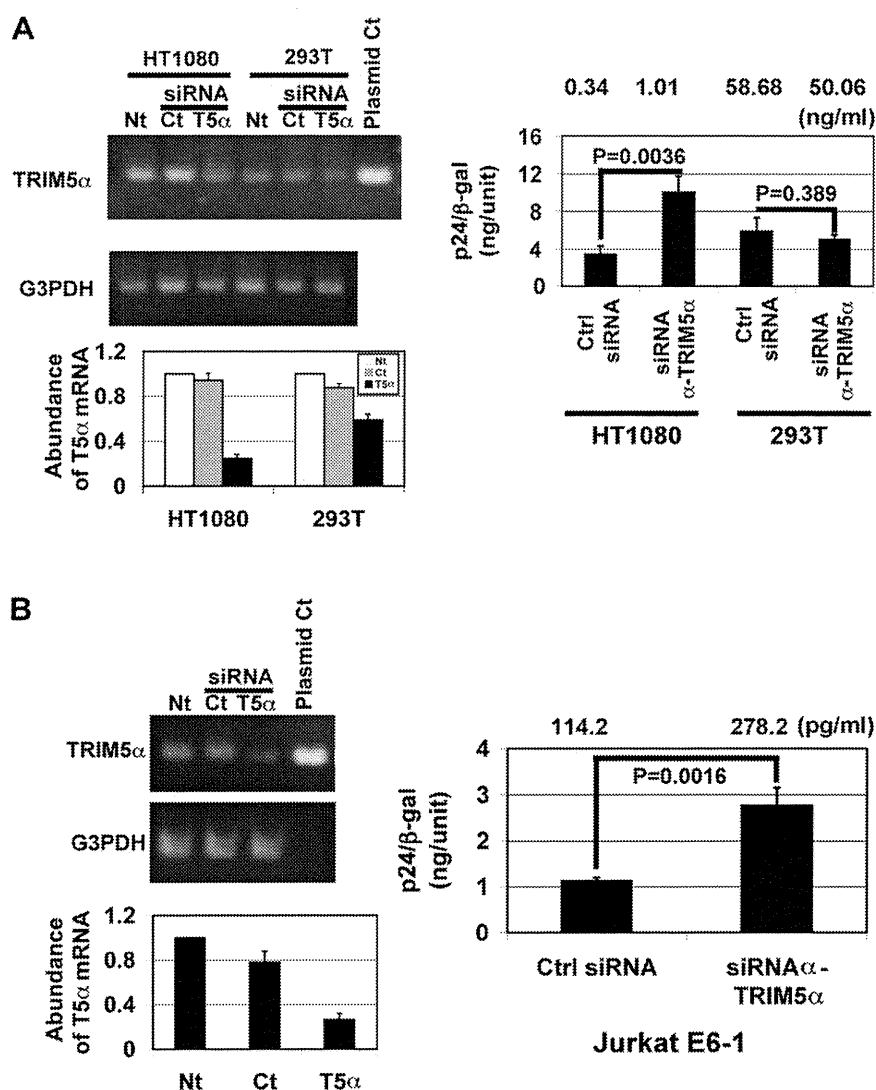 A
HT1080 293T
siRNA siRNA
Nt Ct T5α Nt Ct T5α Plasmid Ct
TRIM5α
G3PDH
Abundance
of T5α mRNA
1.2
0.8
0.4
0
Nt
Ct
T5α
HT1080 293T
0.34 1.01 58.68 50.06
(ng/ml)
p24/β-gal
(ng/unit)
16
12
8
4
0
P=0.0036
P=0.389
Ctrl
siRNA
siRNA
α-TRIM5α
Ctrl
siRNA
siRNA
α-TRIM5α
HT1080 293T
B
siRNA
Nt Ct T5α Plasmid Ct
TRIM5α
G3PDH
Abundance
of T5α mRNA
1.2
0.8
0.4
0
Nt Ct T5α
114.2 278.2 (pg/ml)
p24/β-gal
(ng/unit)
4
3
2
1
0
P=0.0016
Ctrl siRNA siRNAα-
TRIM5α
Jurkat E6-1